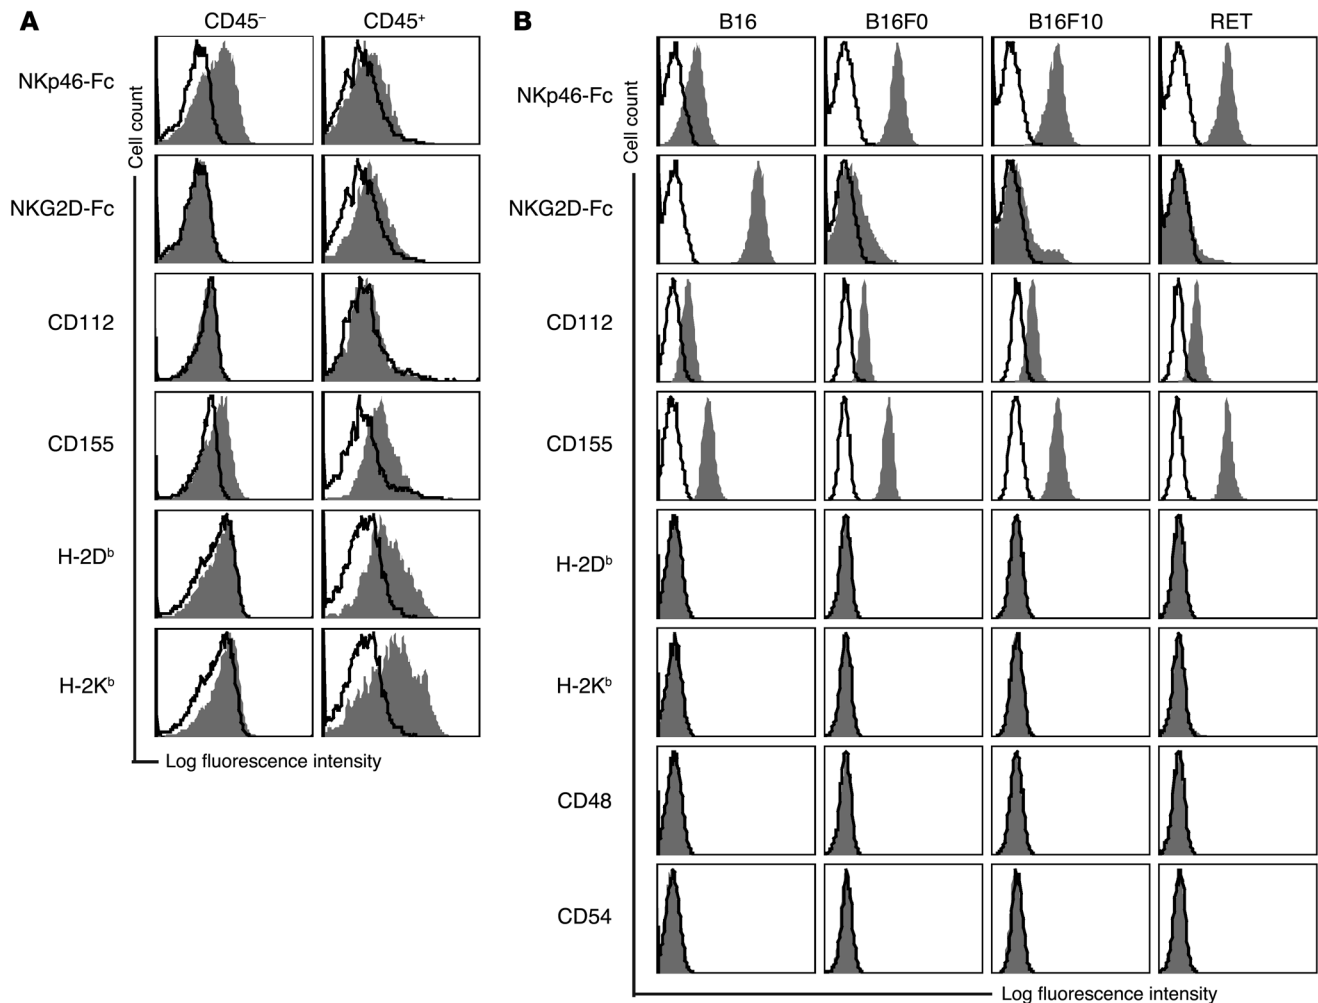 A
CD45⁻
CD45⁺
NKp46-Fc
NKG2D-Fc
CD112
CD155
H-2Dᵇ
H-2Kᵇ
Cell count
Log fluorescence intensity
B
B16
B16F0
B16F10
RET
NKp46-Fc
NKG2D-Fc
CD112
CD155
H-2Dᵇ
H-2Kᵇ
CD48
CD54
Cell count
Log fluorescence intensity